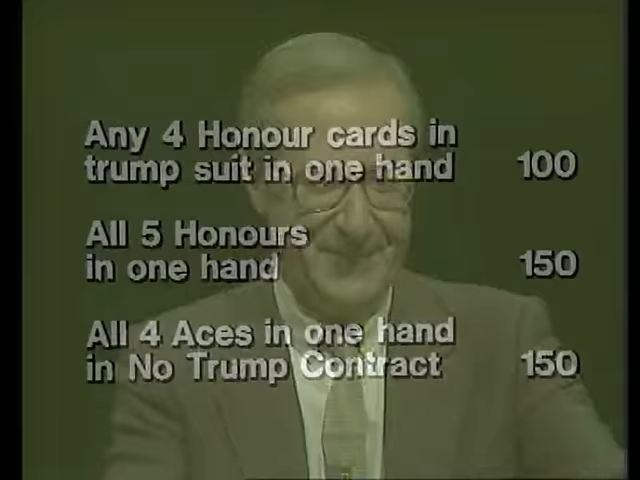 Any 4 Honour cards in
trump suit in one hand 100
All 5 Honours
in one hand 150
All 4 Aces in one hand
in No Trump Contract 150